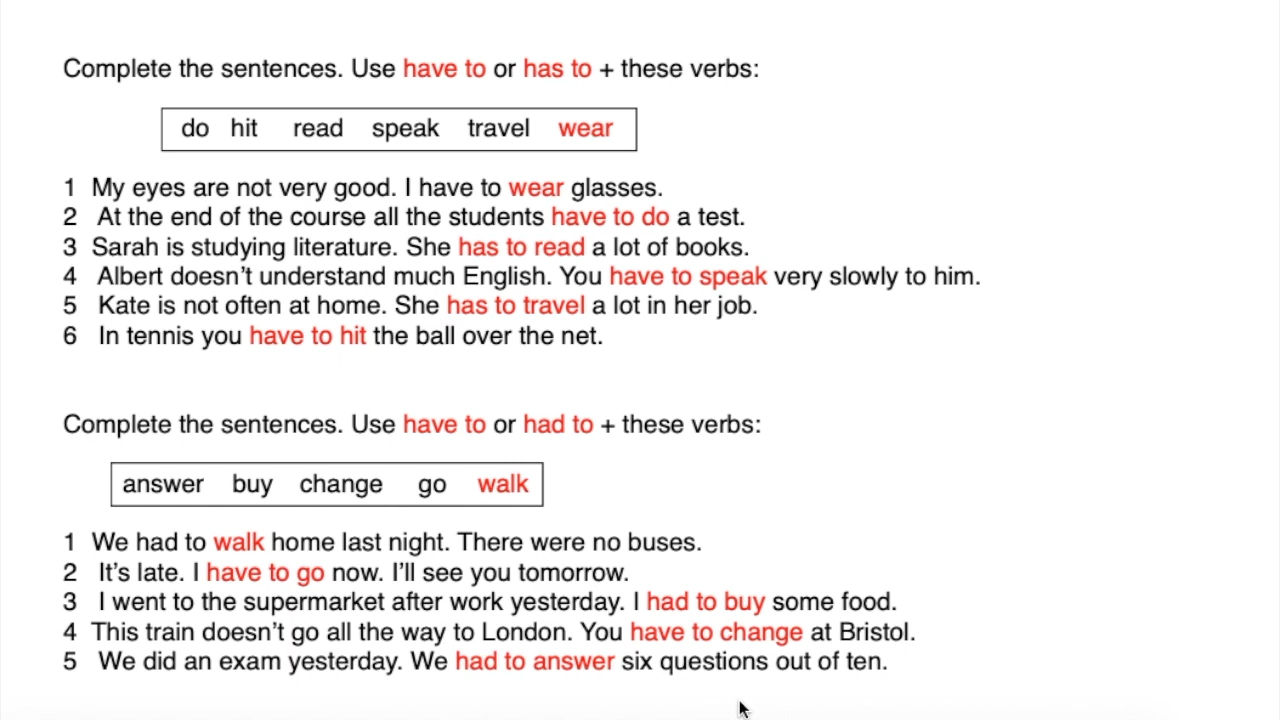 Complete the sentences. Use have to or has to + these verbs:
do hit read speak travel wear
1 My eyes are not very good. I have to wear glasses.
2 At the end of the course all the students have to do a test.
3 Sarah is studying literature. She has to read a lot of books.
4 Albert doesn’t understand much English. You have to speak very slowly to him.
5 Kate is not often at home. She has to travel a lot in her job.
6 In tennis you have to hit the ball over the net.
Complete the sentences. Use have to or had to + these verbs:
answer buy change go walk
1 We had to walk home last night. There were no buses.
2 It’s late. I have to go now. I’ll see you tomorrow.
3 I went to the supermarket after work yesterday. I had to buy some food.
4 This train doesn’t go all the way to London. You have to change at Bristol.
5 We did an exam yesterday. We had to answer six questions out of ten.